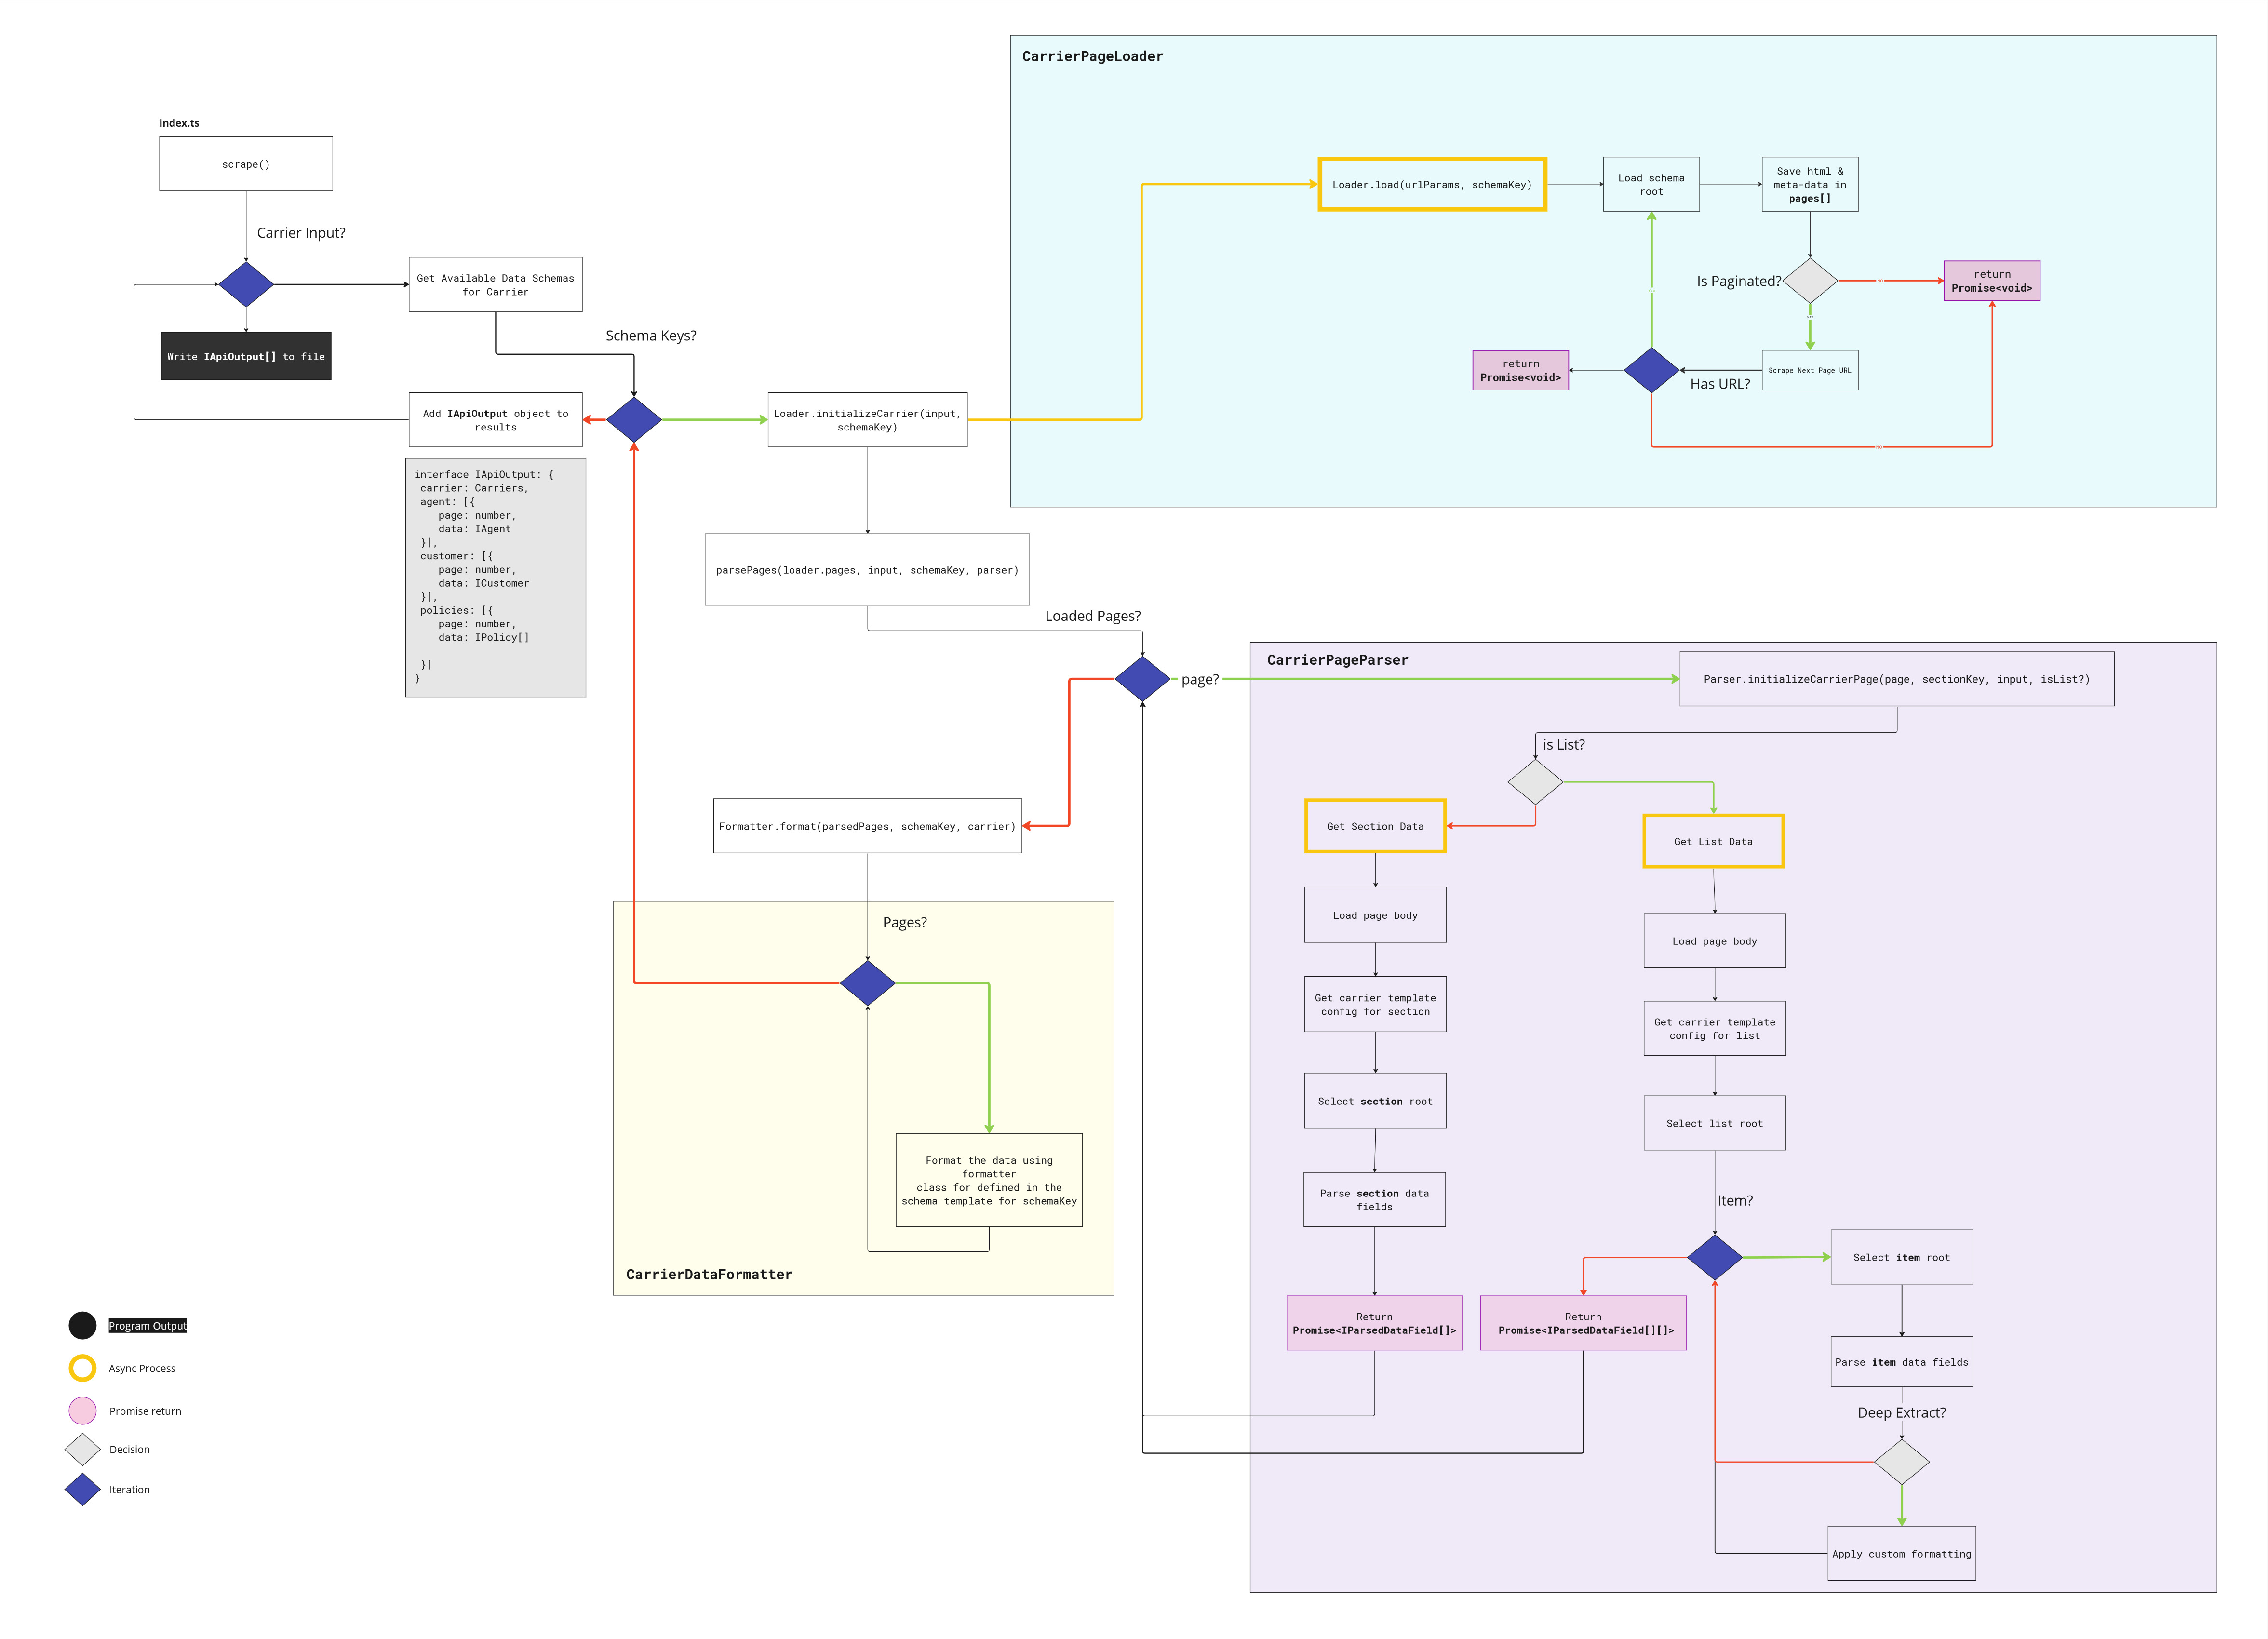 CarrierPageLoader
index.ts
scrape()
Carrier Input?
Get Available Data Schemas
for Carrier
Write IApiOutput[] to file
Schema Keys?
Add IApiOutput object to
results
Loader.initializeCarrier(input,
schemaKey)
interface IApiOutput: {
carrier: Carriers,
agent: [{
page: number,
data: IAgent
}],
customer: [{
page: number,
data: ICustomer
}],
policies: [{
page: number,
data: IPolicy[]
}]
}
Loader.load(urlParams, schemaKey)
Load schema
root
Save html &
meta-data in
pages[]
Is Paginated?
NO
return
Promise<void>
YES
YES
return
Promise<void>
Has URL?
Scrape Next Page URL
NO
parsePages(loader.pages, input, schemaKey, parser)
Loaded Pages?
page?
CarrierPageParser
Parser.initializeCarrierPage(page, sectionKey, input, isList?)
is List?
Formatter.format(parsedPages, schemaKey, carrier)
Get Section Data
Get List Data
Load page body
Load page body
Get carrier template
config for section
Get carrier template
config for list
Select section root
Select list root
Parse section data
fields
Item?
Select item root
Return
Promise<IParsedDataField[]>
Return
Promise<IParsedDataField[][]>
Parse item data fields
Deep Extract?
Apply custom formatting
Pages?
Format the data using
formatter
class for defined in the
schema template for schemaKey
CarrierDataFormatter
Program Output
Async Process
Promise return
Decision
Iteration